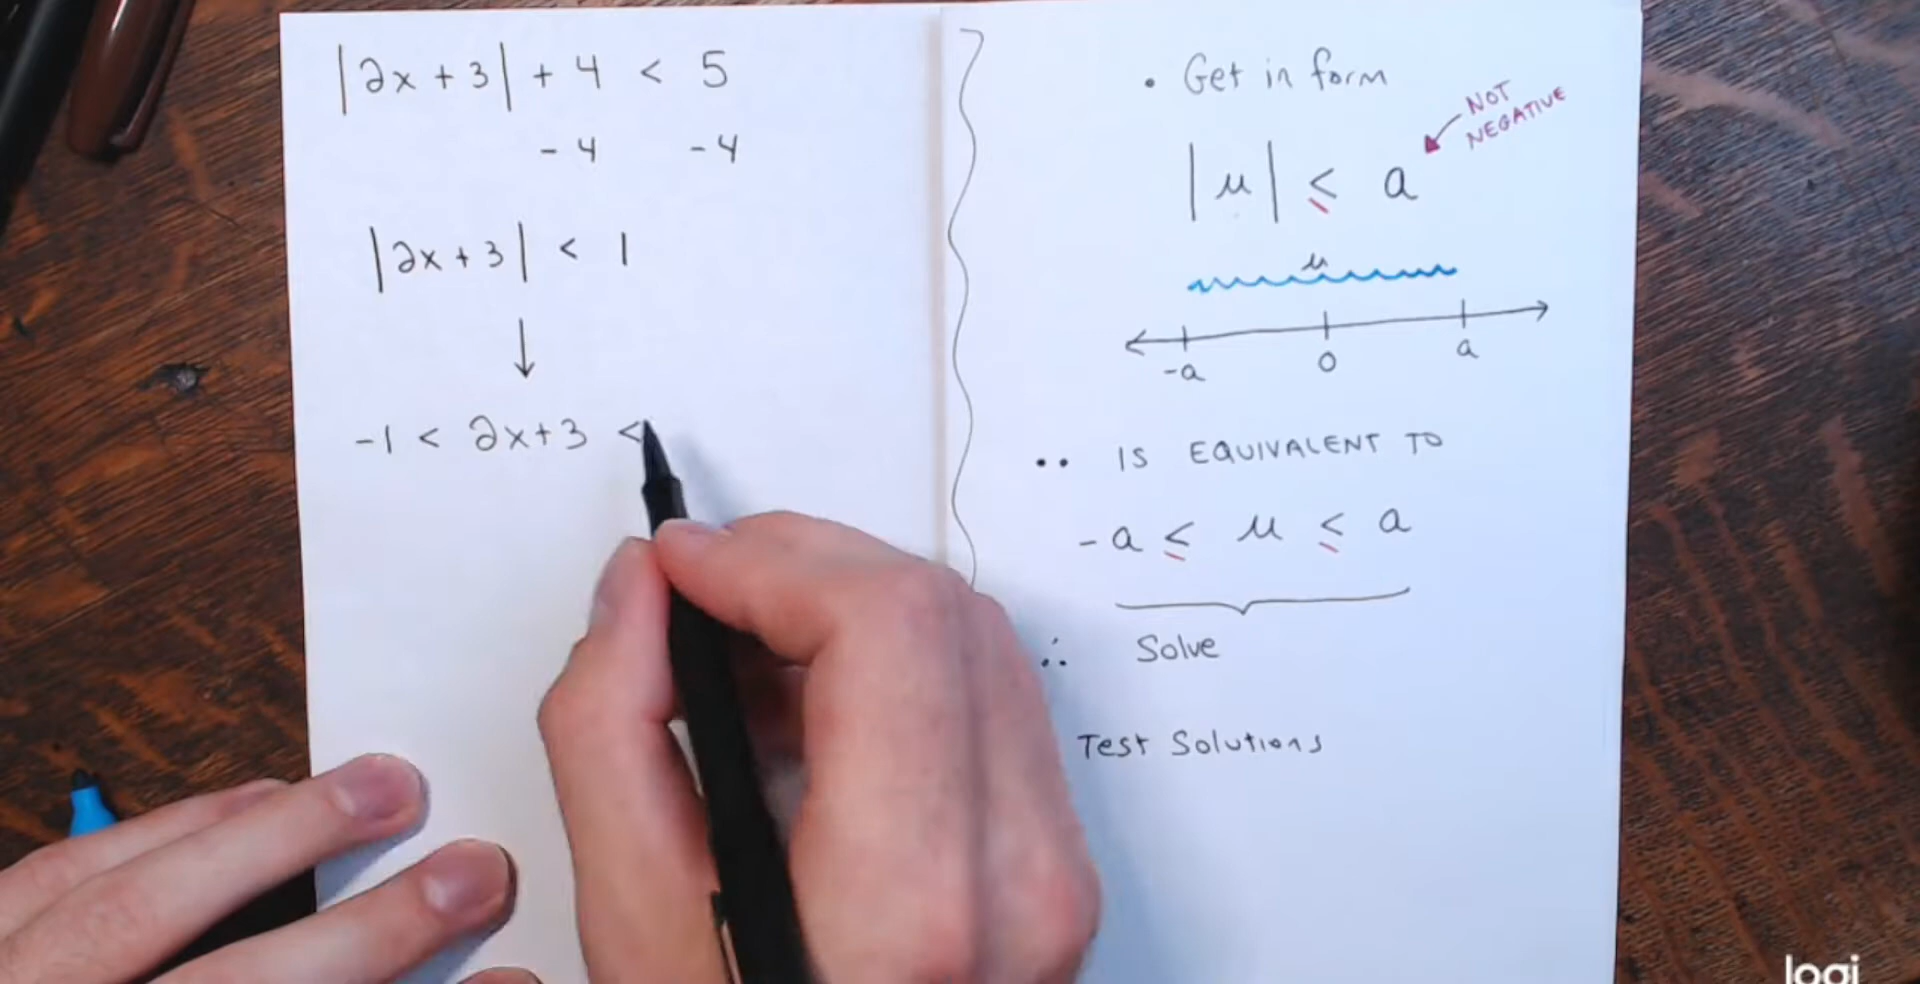 |2x + 3| + 4 < 5
- 4 - 4
|2x + 3| < 1
-1 < 2x+3 <
• Get in form
NOT
NEGATIVE
|u| ≤ a
u
-a 0 a
•• IS EQUIVALENT TO
-a ≤ u ≤ a
∴ Solve
Test Solutions
logi